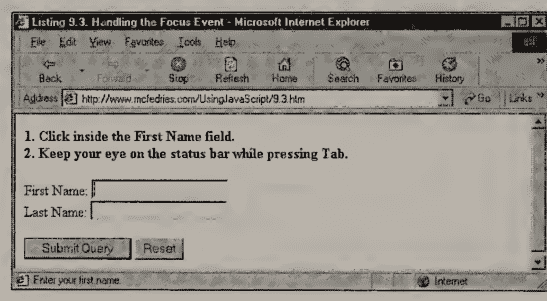 Listing 9.3. Handling the Focus Event - Microsoft Internet Explorer
File Edit View Favorites Tools Help
Back Forward Stop Refresh Home Search Favorites History »
Address http://www.mcfedries.com/UsingJavaScript/9.3.htm Go Links »
1. Click inside the First Name field.
2. Keep your eye on the status bar while pressing Tab.
First Name:
Last Name:
Submit Query Reset
Enter your first name. Internet